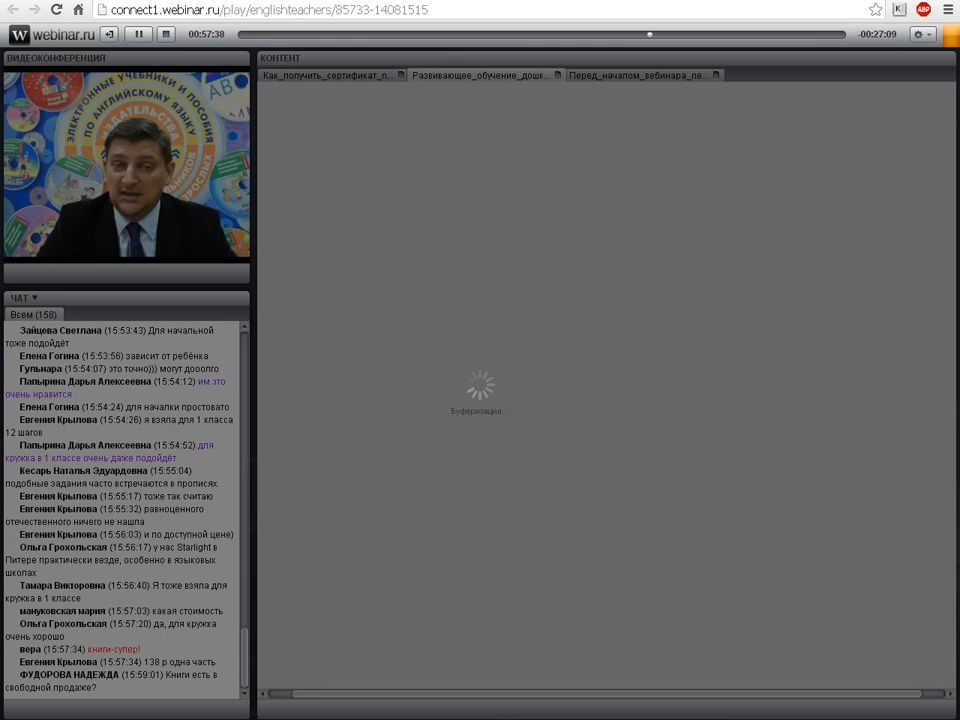 connect1.webinar.ru/play/englishteachers/85733-14081515
K ABP
W webinar.ru 00:57:38 -00:27:09
ВИДЕОКОНФЕРЕНЦИЯ
ЭЛЕКТРОННЫЕ УЧЕБНИКИ И ПОСОБИЯ
ПО АНГЛИЙСКОМУ ЯЗЫКУ
ИЗДАТЕЛЬСТВА
ЧАТ
Всем (158)
Зайцева Светлана (15:53:43) Для начальной
тоже подойдёт
Елена Гогина (15:53:56) зависит от ребёнка
Гульнара (15:54:07) это точно))) могут дооолго
Папырина Дарья Алексеевна (15:54:12) им это
очень нравится
Елена Гогина (15:54:24) для началки простовато
Евгения Крылова (15:54:26) я взяла для 1 класса
12 шагов
Папырина Дарья Алексеевна (15:54:52) для
кружка в 1 классе очень даже подойдёт
Кесарь Наталья Эдуардовна (15:55:04)
подобные задания часто встречаются в прописях.
Евгения Крылова (15:55:17) тоже так считаю
Евгения Крылова (15:55:32) равноценного
отечественного ничего не нашла
Евгения Крылова (15:56:03) и по доступной цене)
Ольга Грохольская (15:56:17) у нас Starlight в
Питере практически везде, особенно в языковых
школах
Тамара Викторовна (15:56:40) Я тоже взяла для
кружка в 1 классе
мануковская мария (15:57:03) какая стоимость
Ольга Грохольская (15:57:20) да, для кружка
очень хорошо
вера (15:57:34) книги-супер!
Евгения Крылова (15:57:34) 138 р одна часть
ФУДОРОВА НАДЕЖДА (15:59:01) Книги есть в
свободной продаже?
КОНТЕНТ
Как_получить_сертификат_п... Развивающее_обучение_дошк... Перед_началом_вебинара_пе...
Буферизация...